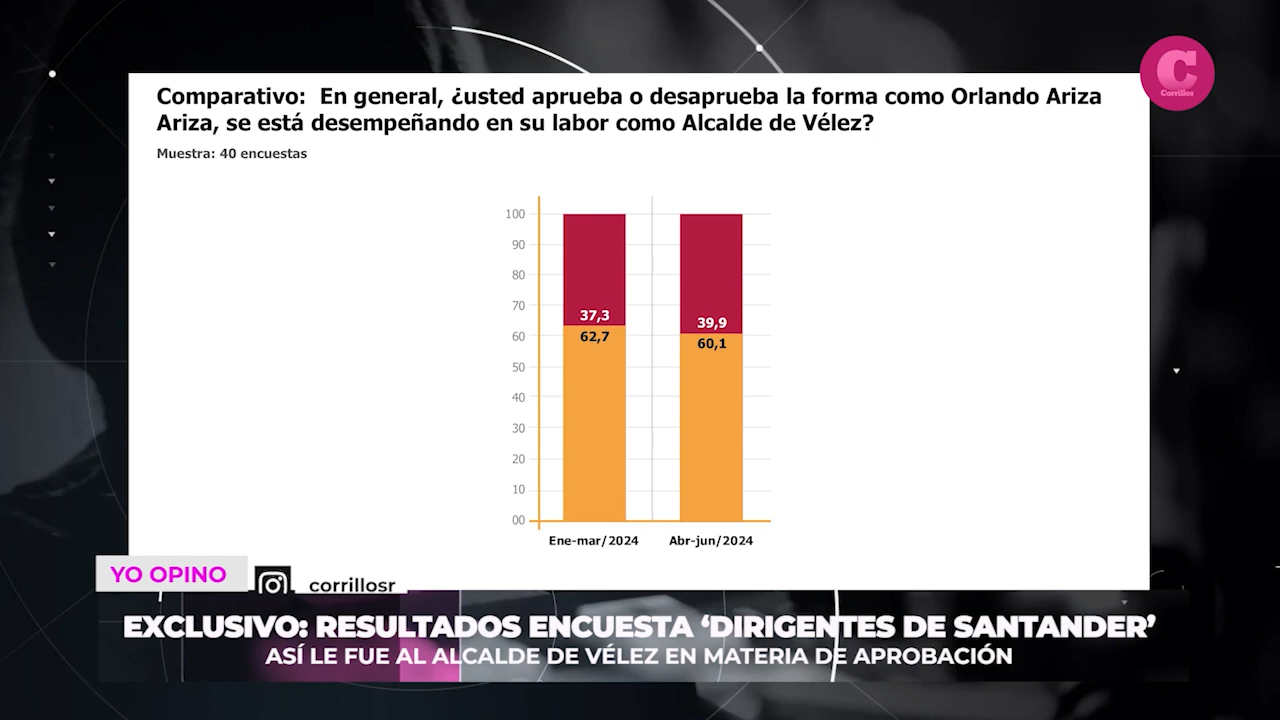 Comparativo: En general, ¿usted aprueba o desaprueba la forma como Orlando Ariza
Ariza, se está desempeñando en su labor como Alcalde de Vélez?
Muestra: 40 encuestas
C
Corrillos
100
90
80
70
60
50
40
30
20
10
00
37,3
62,7
39,9
60,1
Ene-mar/2024
Abr-jun/2024
YO OPINO
corrillosr
EXCLUSIVO: RESULTADOS ENCUESTA ‘DIRIGENTES DE SANTANDER’
ASÍ LE FUE AL ALCALDE DE VÉLEZ EN MATERIA DE APROBACIÓN